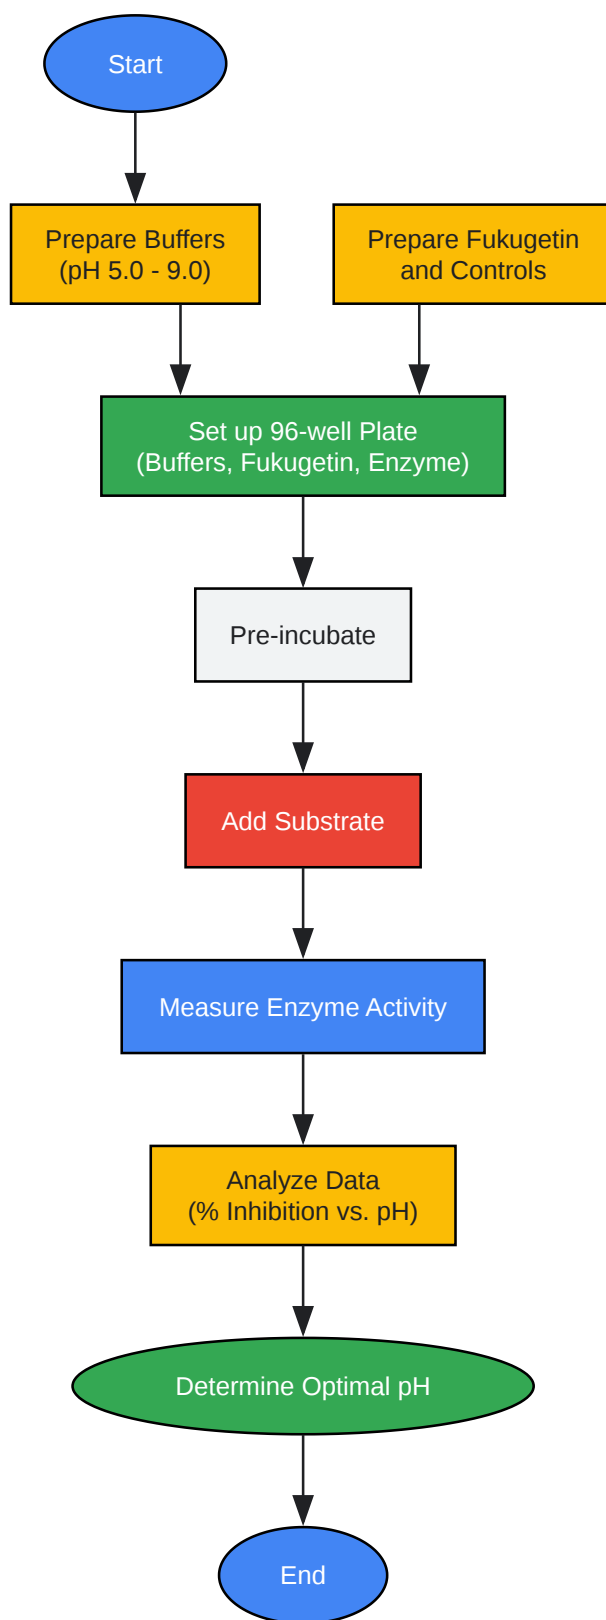 Start
Prepare Buffers
(pH 5.0 - 9.0)
Prepare Fukugetin
and Controls
Set up 96-well Plate
(Buffers, Fukugetin, Enzyme)
Pre-incubate
Add Substrate
Measure Enzyme Activity
Analyze Data
(% Inhibition vs. pH)
Determine Optimal pH
End